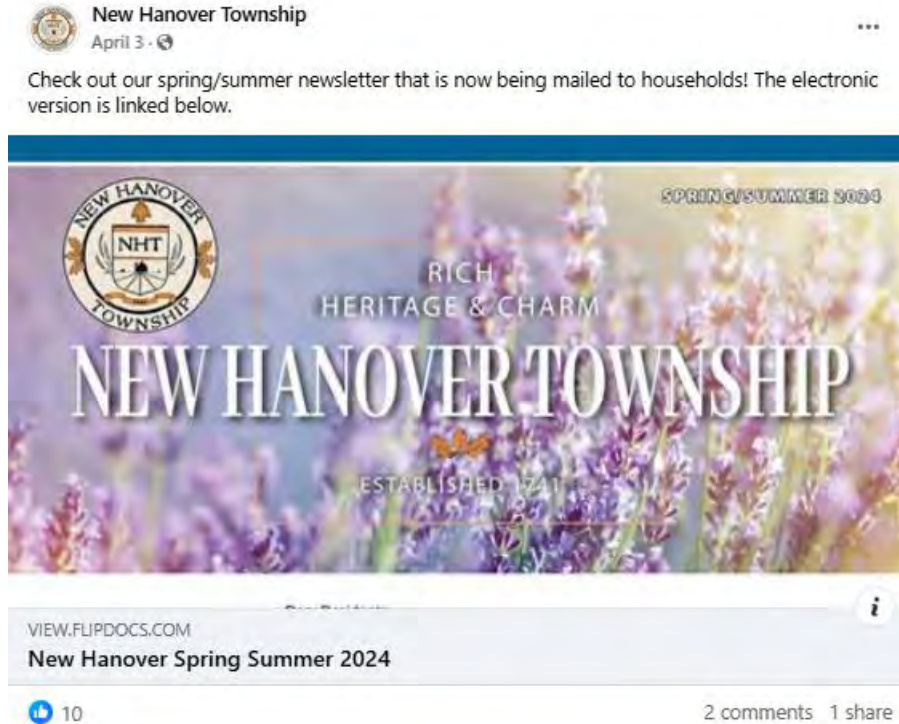 New Hanover Township
April 3 ·
Check out our spring/summer newsletter that is now being mailed to households! The electronic
version is linked below.
NEW HANOVER
NHT
TOWNSHIP
SPRING/SUMMER 2024
RICH
HERITAGE & CHARM
NEW HANOVER TOWNSHIP
ESTABLISHED 1741
VIEW.FLIPDOCS.COM
New Hanover Spring Summer 2024
10
2 comments 1 share